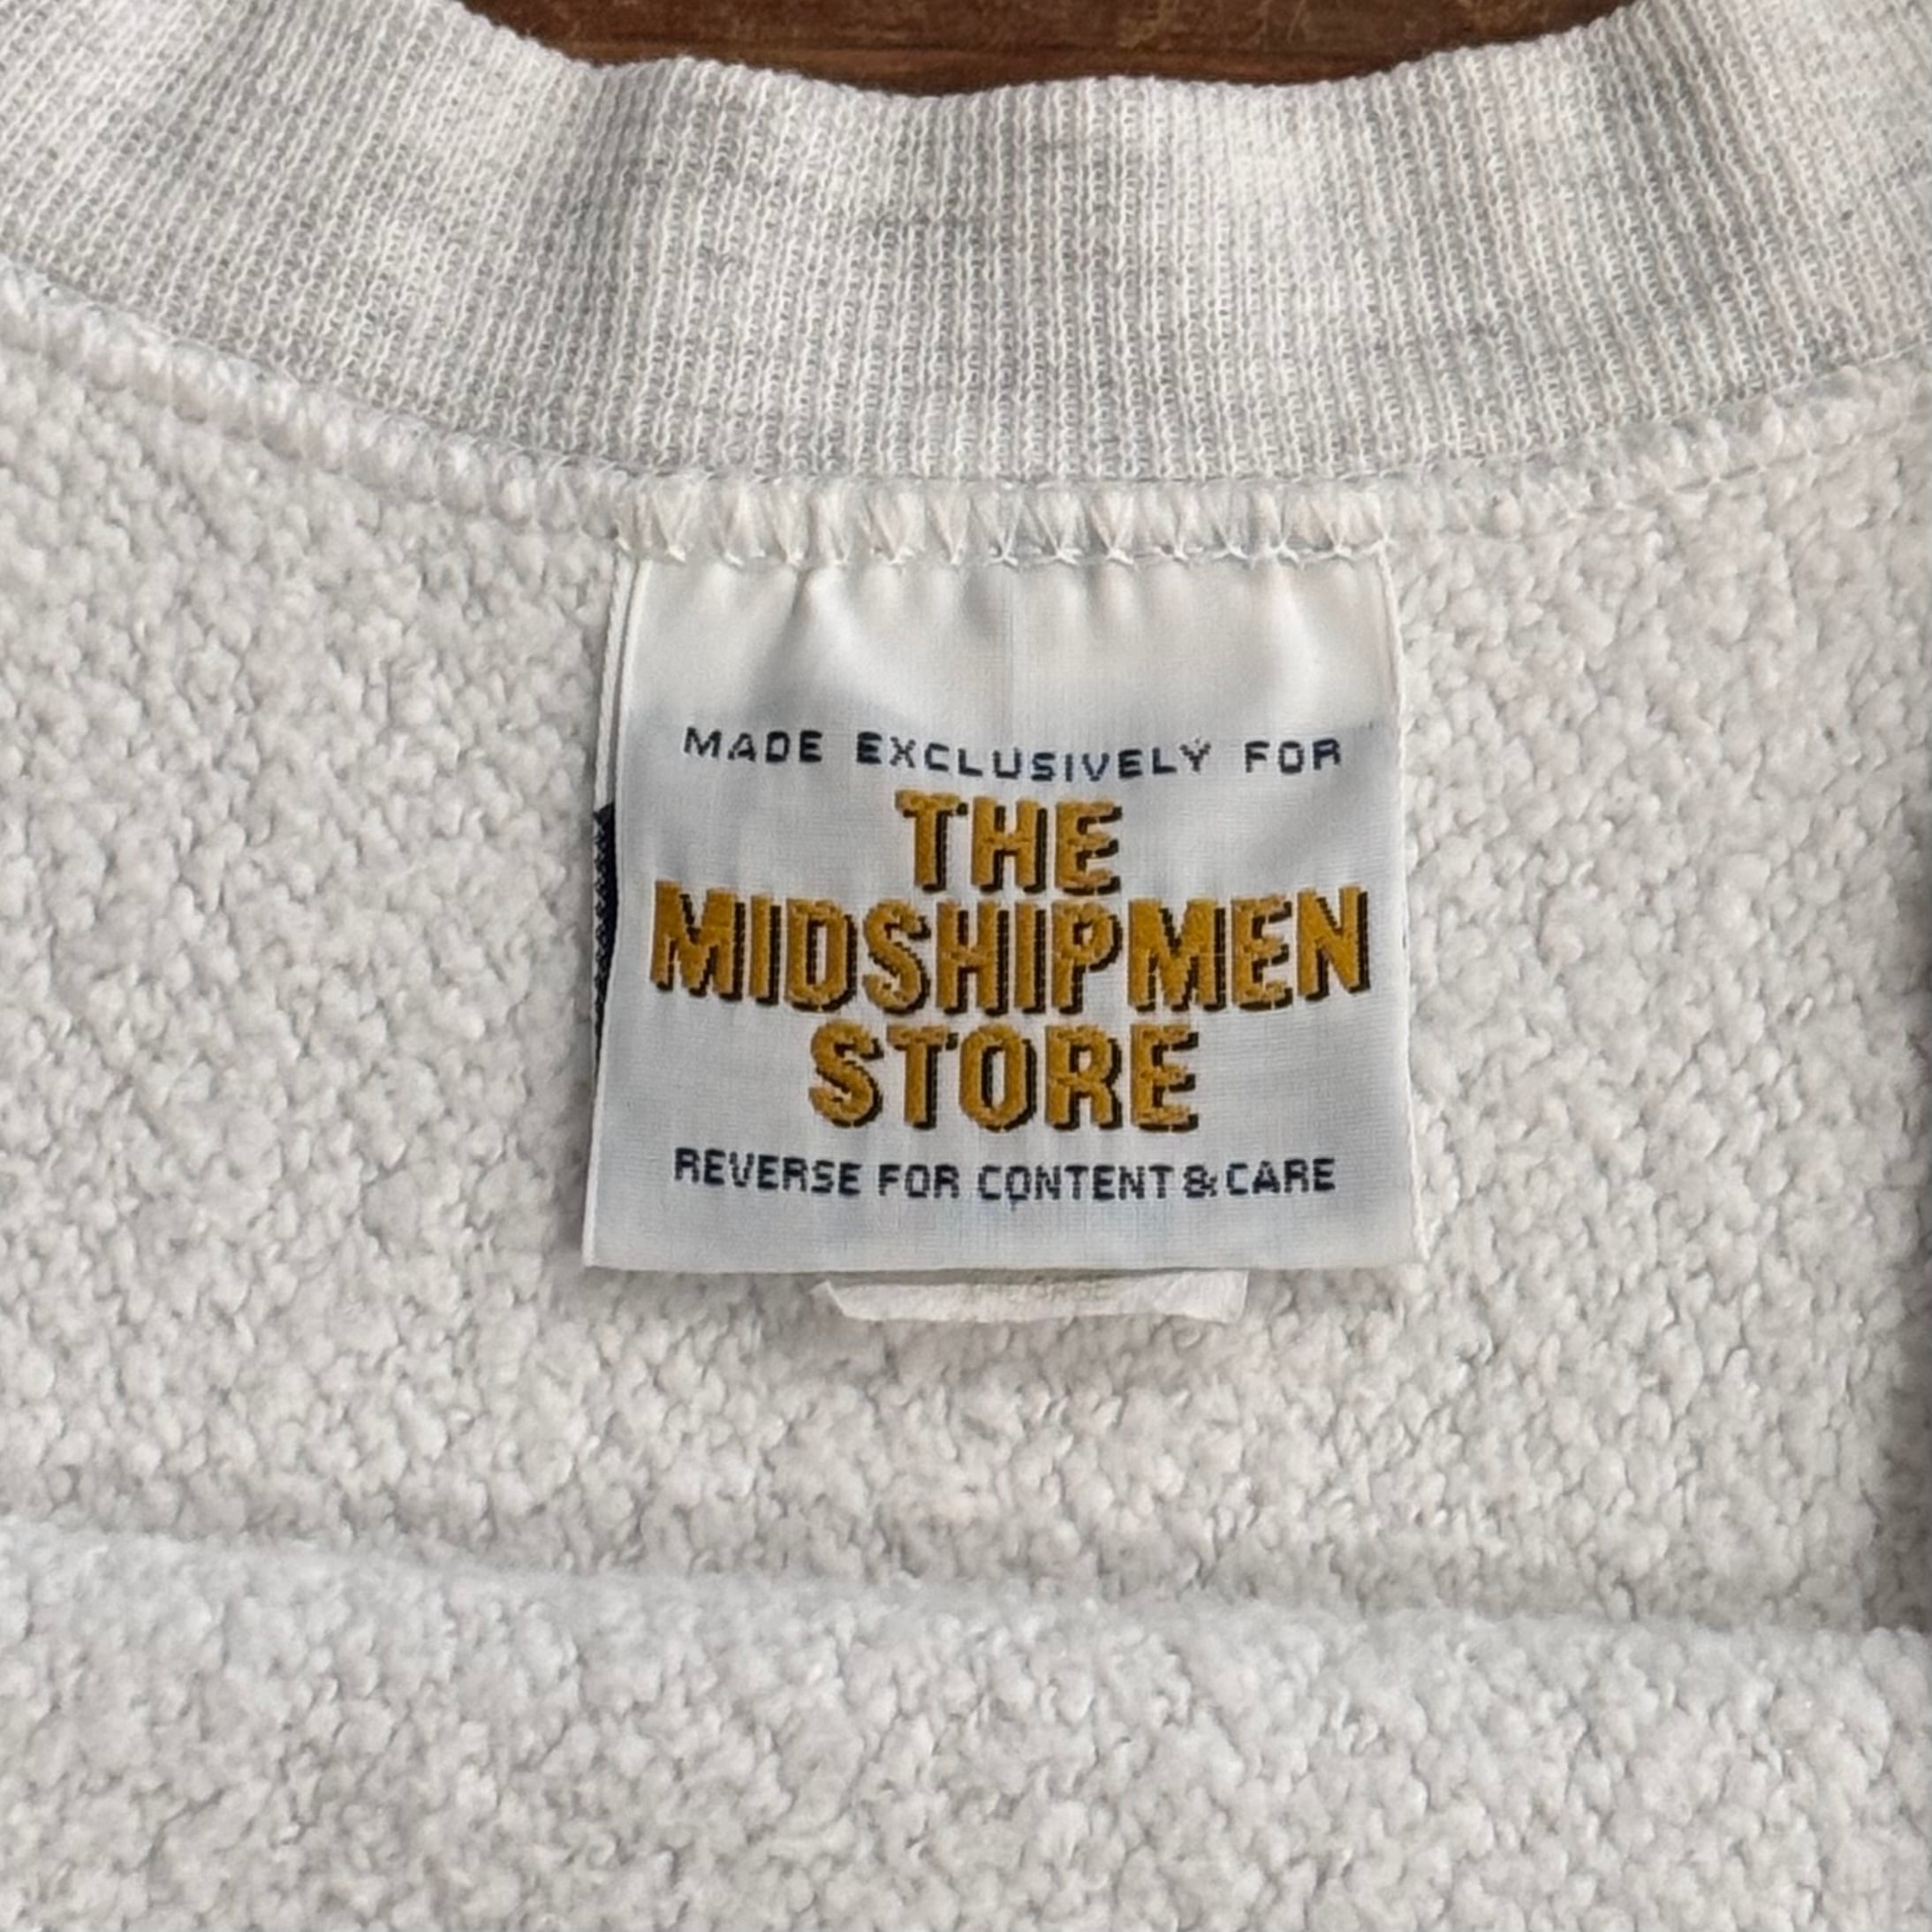 MADE EXCLUSIVELY FOR
THE
MIDSHIPMEN
STORE
REVERSE FOR CONTENT & CARE